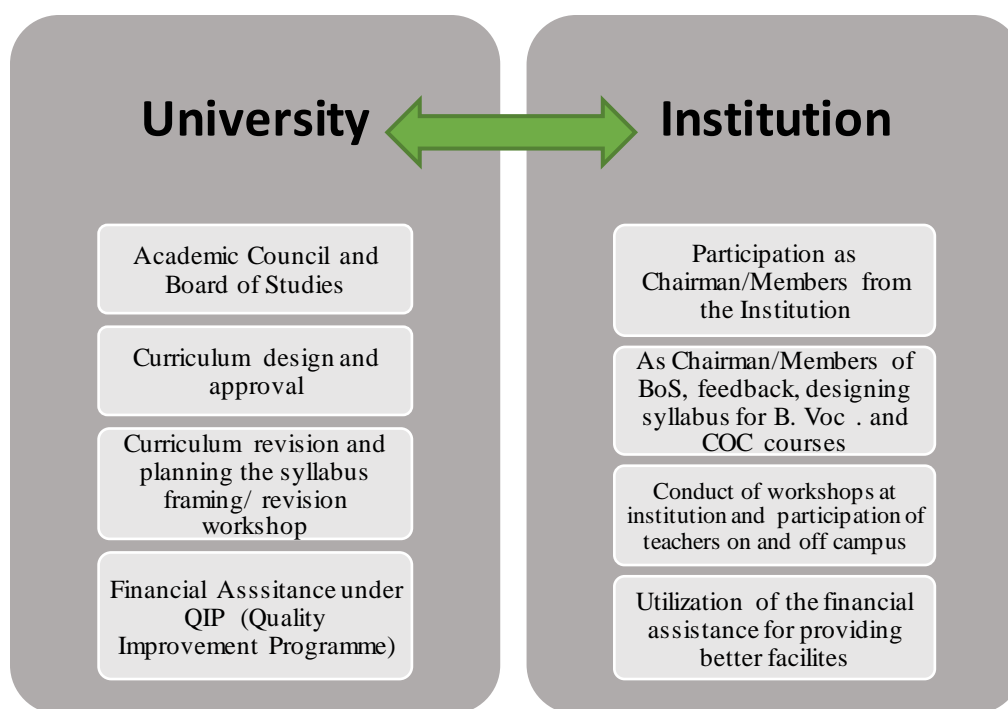 University
Academic Council and
Board of Studies
Curriculum design and
approval
Curriculum revision and
planning the syllabus
framing/ revision
workshop
Financial Asssitance under
QIP (Quality
Improvement Programme)
Institution
Participation as
Chairman/Members from
the Institution
As Chairman/Members of
BoS, feedback, designing
syllabus for B. Voc . and
COC courses
Conduct of workshops at
institution and participation of
teachers on and off campus
Utilization of the financial
assistance for providing
better facilites